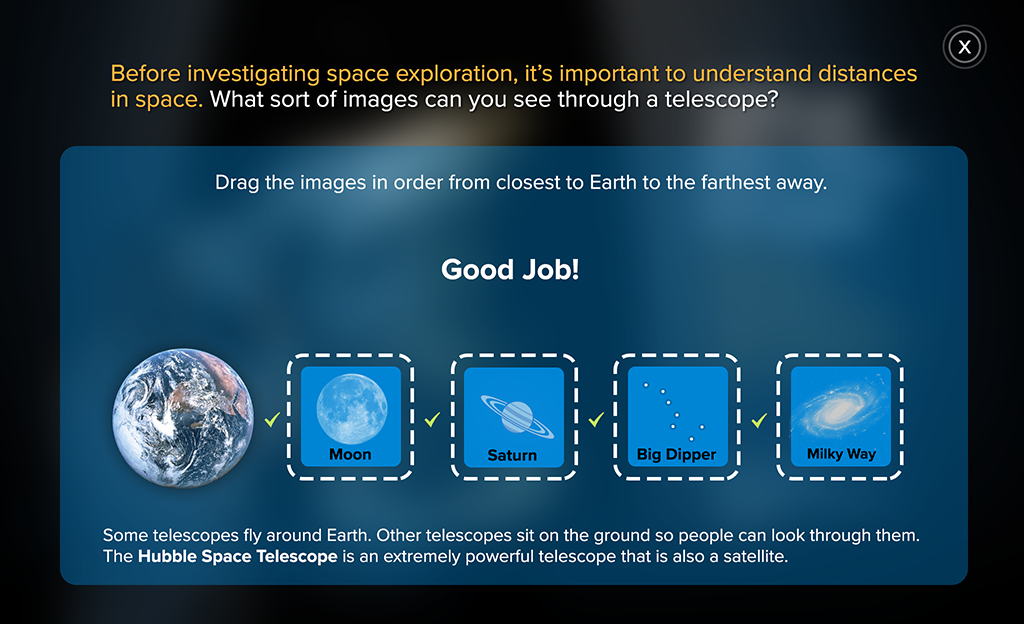 X
Before investigating space exploration, it’s important to understand distances
in space. What sort of images can you see through a telescope?
Drag the images in order from closest to Earth to the farthest away.
Good Job!
Moon
Saturn
Big Dipper
Milky Way
Some telescopes fly around Earth. Other telescopes sit on the ground so people can look through them.
The Hubble Space Telescope is an extremely powerful telescope that is also a satellite.